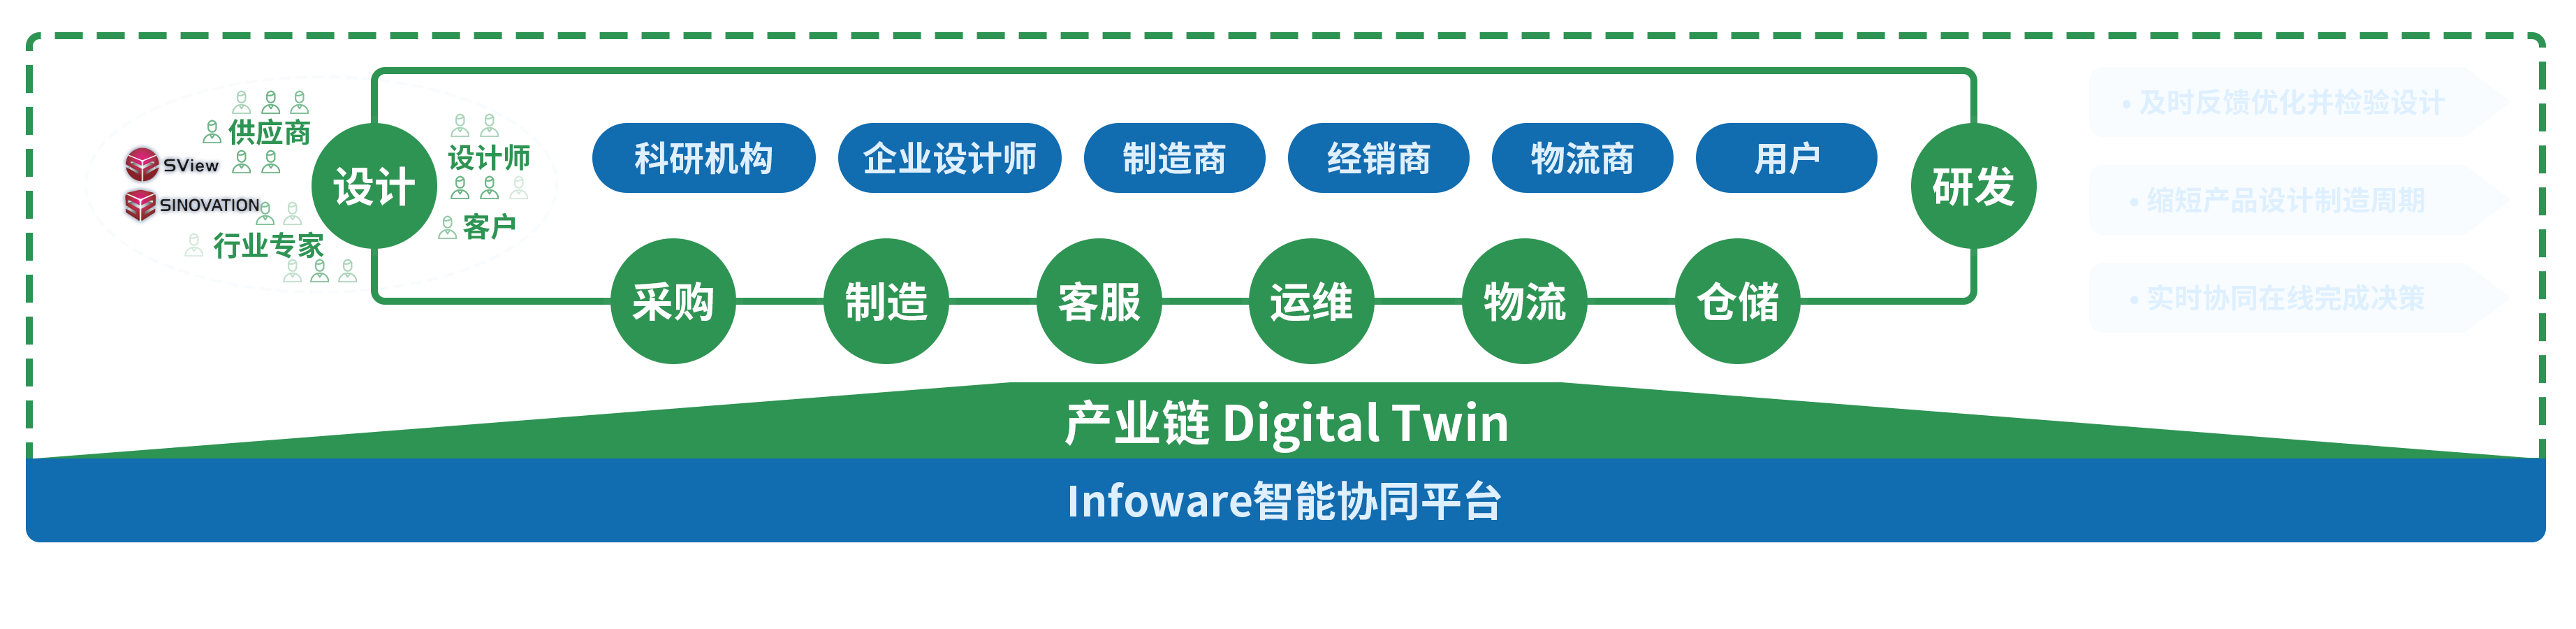 供应商
SView
SINOVATION
行业专家
设计
设计师
客户
科研机构
企业设计师
制造商
经销商
物流商
用户
研发
采购
制造
客服
运维
物流
仓储
• 及时反馈优化并检验设计
• 缩短产品设计制造周期
• 实时协同在线完成决策
产业链 Digital Twin
Infoware智能协同平台